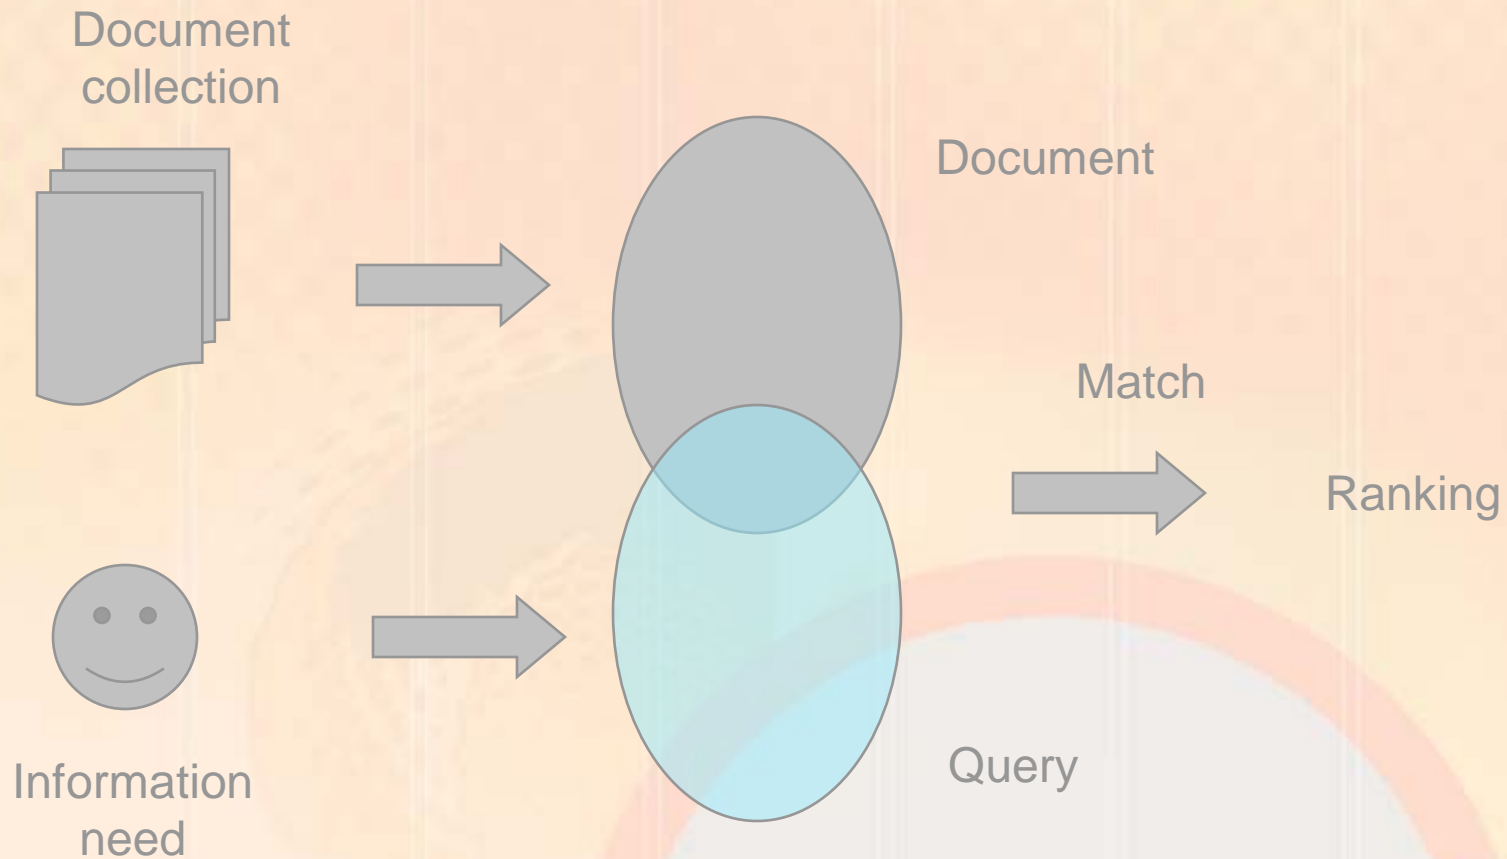 Document
collection
Document
Match
Ranking
Information
need
Query